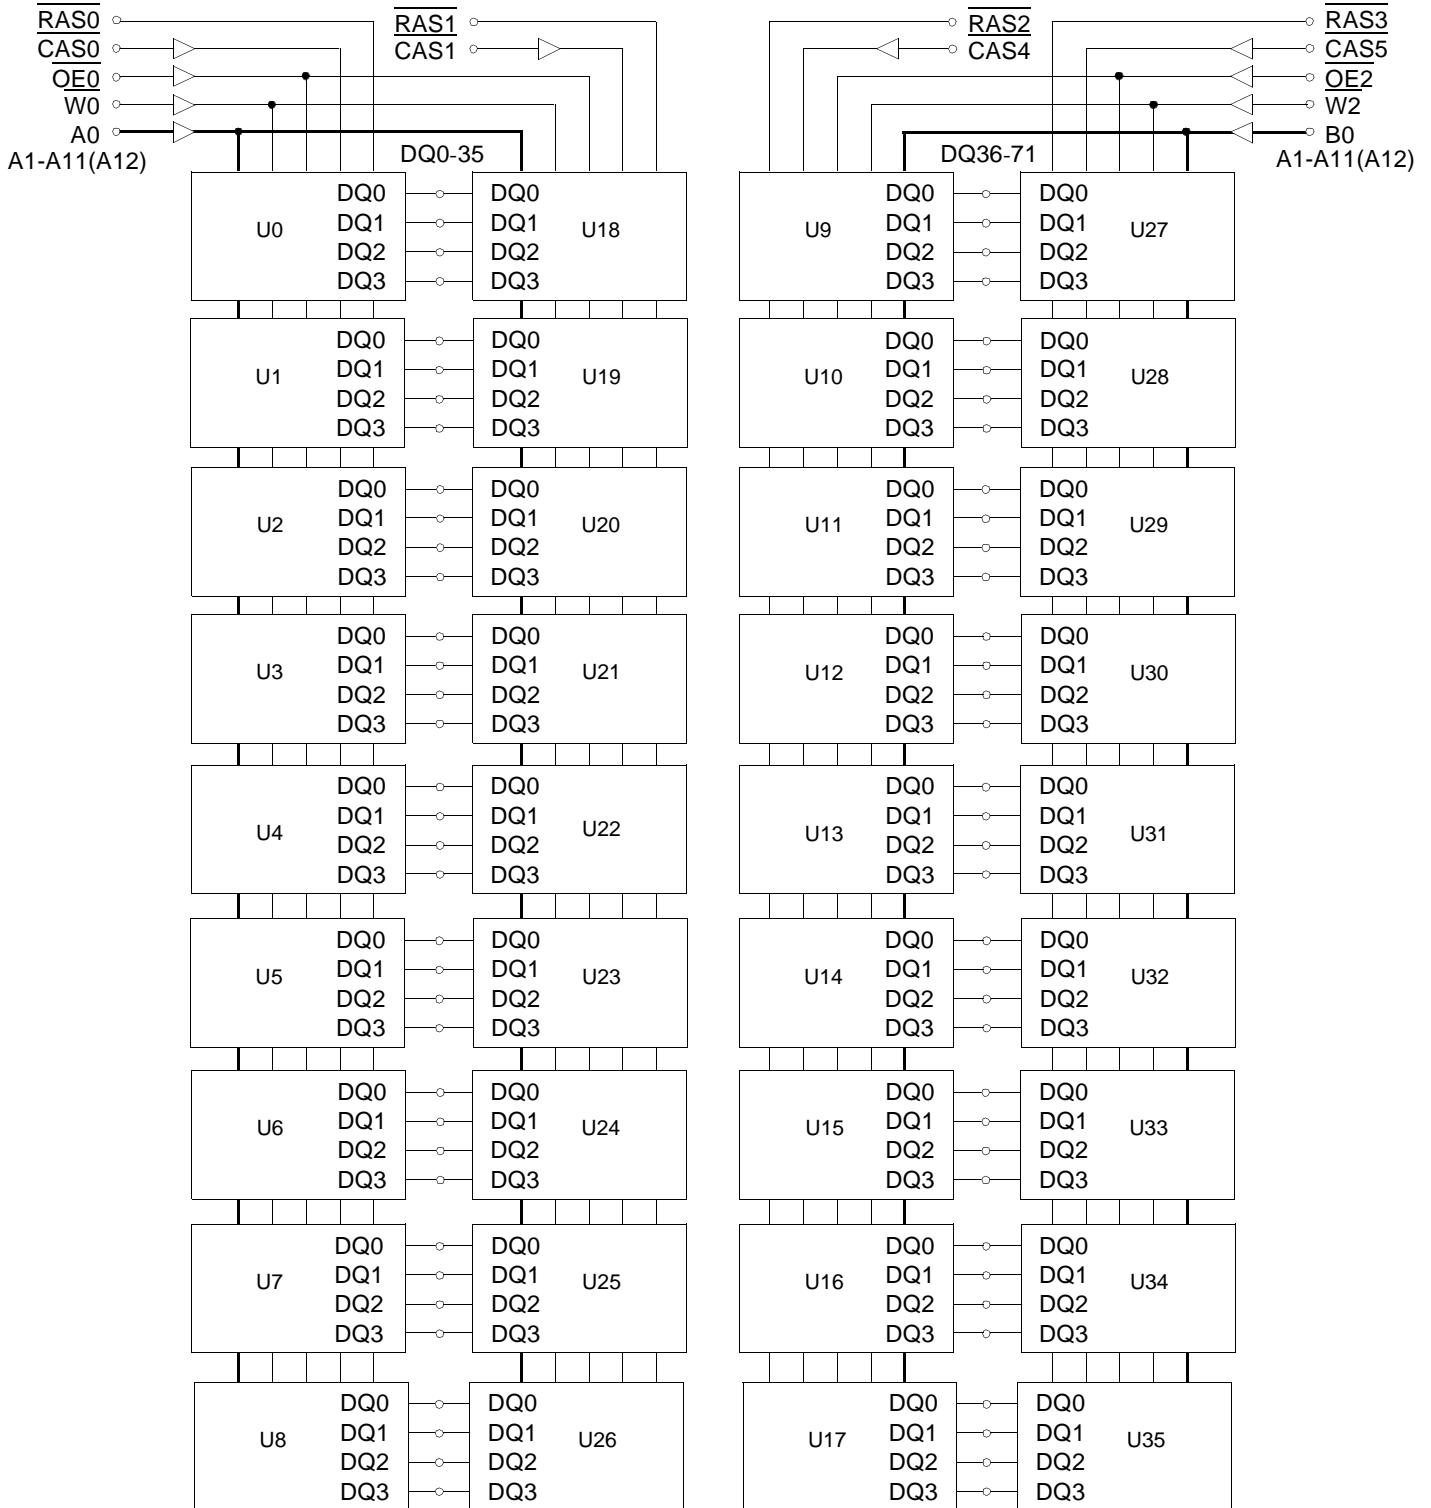 RAS0 RAS1 RAS2 RAS3
CAS0 CAS1 CAS4 CAS5
OE0 OE2
W0 W2
A0 B0
A1-A11(A12) DQ0-35 DQ36-71 A1-A11(A12)
DQ0 DQ0 DQ0 DQ0
U0 DQ1 DQ1 U18 U9 DQ1 DQ1 U27
DQ2 DQ2 DQ2 DQ2
DQ3 DQ3 DQ3 DQ3
DQ0 DQ0 DQ0 DQ0
U1 DQ1 DQ1 U19 U10 DQ1 DQ1 U28
DQ2 DQ2 DQ2 DQ2
DQ3 DQ3 DQ3 DQ3
DQ0 DQ0 DQ0 DQ0
U2 DQ1 DQ1 U20 U11 DQ1 DQ1 U29
DQ2 DQ2 DQ2 DQ2
DQ3 DQ3 DQ3 DQ3
DQ0 DQ0 DQ0 DQ0
U3 DQ1 DQ1 U21 U12 DQ1 DQ1 U30
DQ2 DQ2 DQ2 DQ2
DQ3 DQ3 DQ3 DQ3
DQ0 DQ0 DQ0 DQ0
U4 DQ1 DQ1 U22 U13 DQ1 DQ1 U31
DQ2 DQ2 DQ2 DQ2
DQ3 DQ3 DQ3 DQ3
DQ0 DQ0 DQ0 DQ0
U5 DQ1 DQ1 U23 U14 DQ1 DQ1 U32
DQ2 DQ2 DQ2 DQ2
DQ3 DQ3 DQ3 DQ3
DQ0 DQ0 DQ0 DQ0
U6 DQ1 DQ1 U24 U15 DQ1 DQ1 U33
DQ2 DQ2 DQ2 DQ2
DQ3 DQ3 DQ3 DQ3
DQ0 DQ0 DQ0 DQ0
U7 DQ1 DQ1 U25 U16 DQ1 DQ1 U34
DQ2 DQ2 DQ2 DQ2
DQ3 DQ3 DQ3 DQ3
DQ0 DQ0 DQ0 DQ0
U8 DQ1 DQ1 U26 U17 DQ1 DQ1 U35
DQ2 DQ2 DQ2 DQ2
DQ3 DQ3 DQ3 DQ3